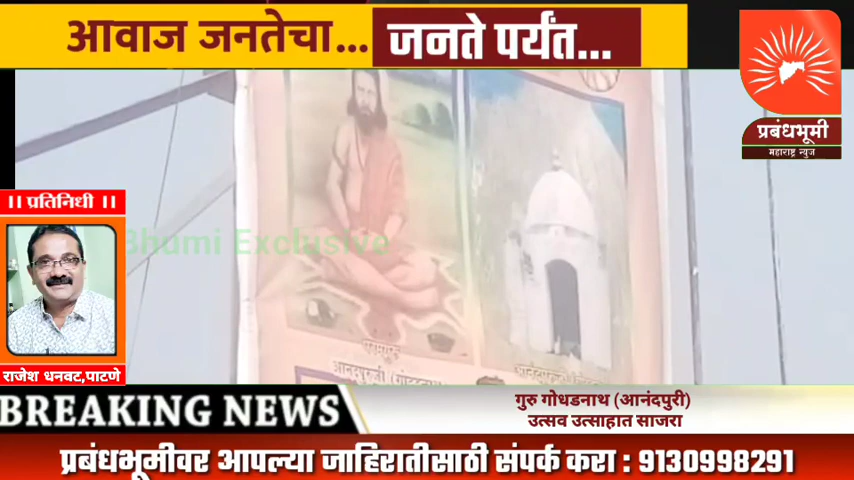 आवाज जनतेचा... जनते पर्यंत...
प्रबंधभूमी
महाराष्ट्र न्युज
।। प्रतिनिधी ।।
Bhumi Exclusive
राजेश धनवट,पाटणे
BREAKING NEWS
गुरु गोधडनाथ (आनंदपुरी)
उत्सव उत्साहात साजरा
प्रबंधभूमीवर आपल्या जाहिरातीसाठी संपर्क करा : 9130998291